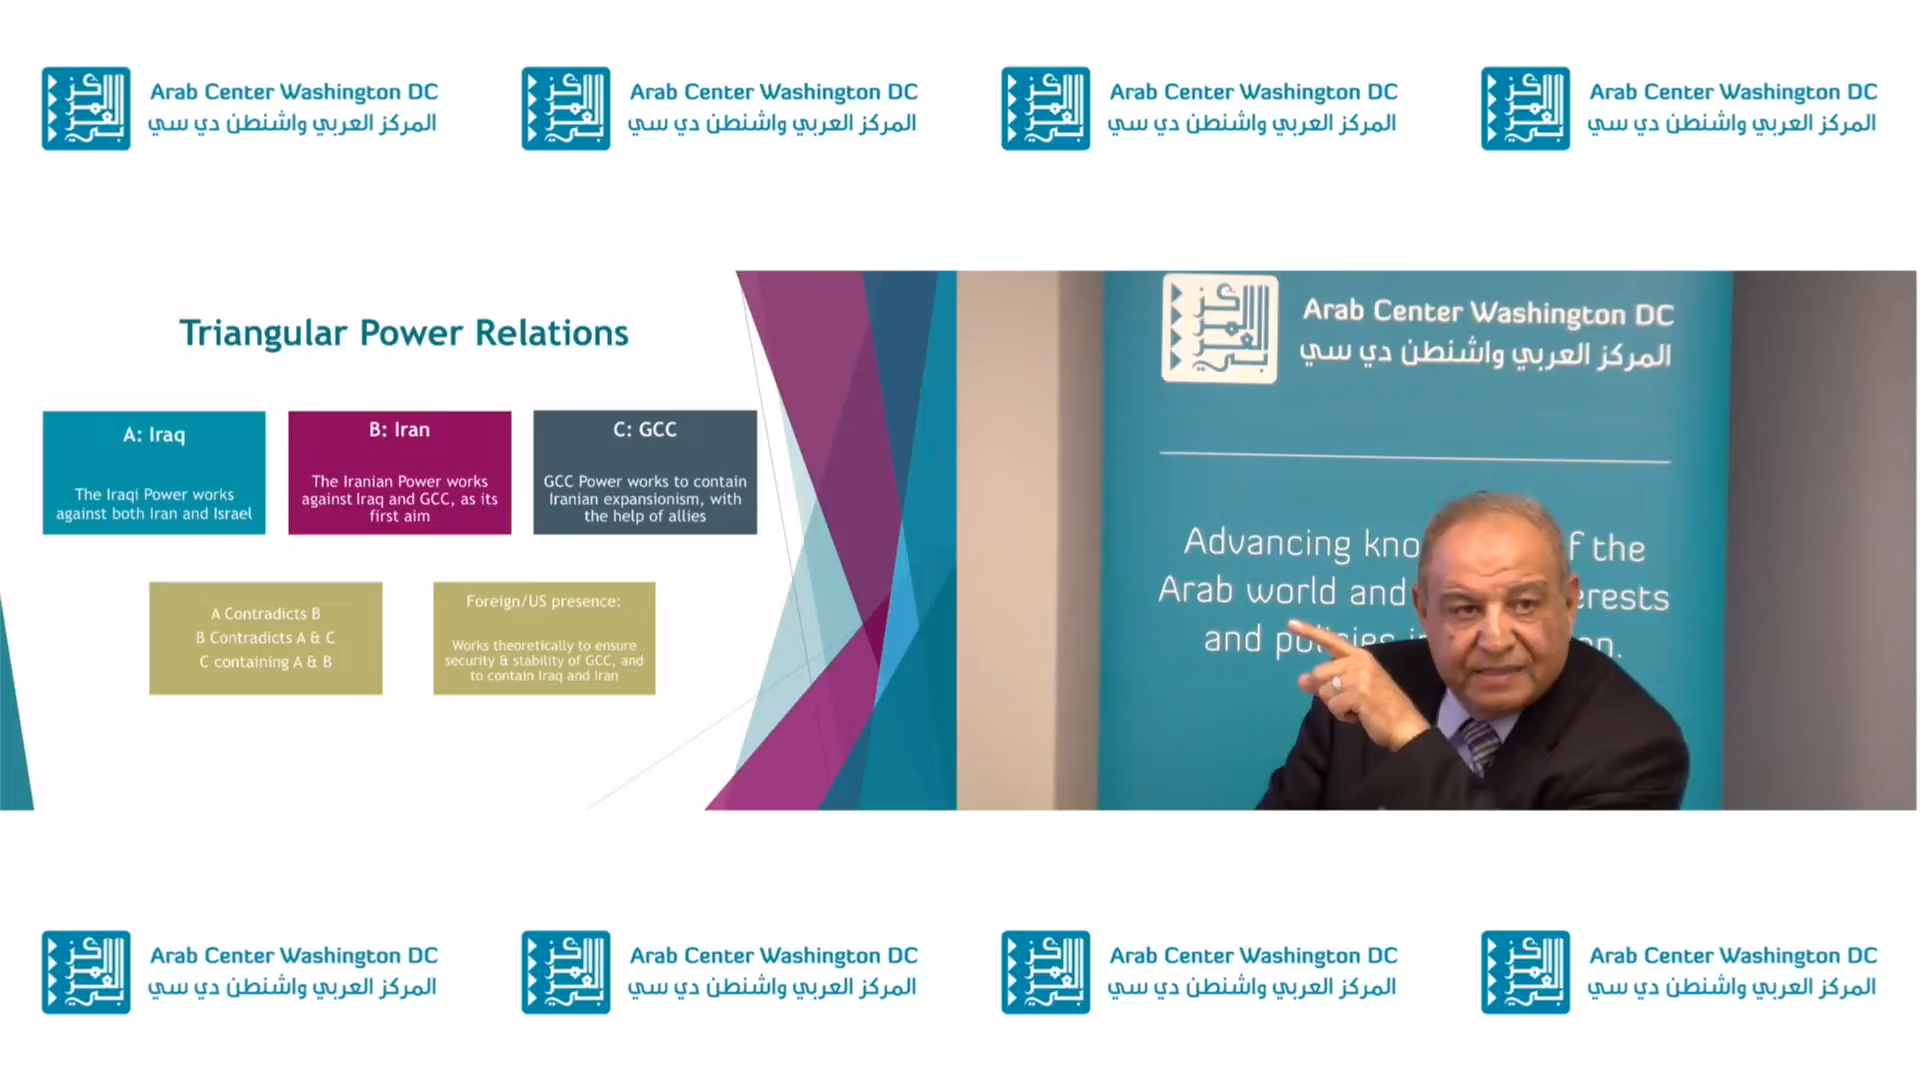 Arab Center Washington DC
المركز العربي واشنطن دي سي
Arab Center Washington DC
المركز العربي واشنطن دي سي
Arab Center Washington DC
المركز العربي واشنطن دي سي
Arab Center Washington DC
المركز العربي واشنطن دي سي
Triangular Power Relations
A: Iraq
The Iraqi Power works
against both Iran and Israel
B: Iran
The Iranian Power works
against Iraq and GCC, as its
first aim
C: GCC
GCC Power works to contain
Iranian expansionism, with
the help of allies
A Contradicts B
B Contradicts A & C
C containing A & B
Foreign/US presence:
Works theoretically to ensure
security & stability of GCC, and
to contain Iraq and Iran
Arab Center Washington DC
المركز العربي واشنطن دي سي
Advancing of the
Arab world and
and policies
Arab Center Washington DC
المركز العربي واشنطن دي سي
Arab Center Washington DC
المركز العربي واشنطن دي سي
Arab Center Washington DC
المركز العربي واشنطن دي سي
Arab Center Washington DC
المركز العربي واشنطن دي سي